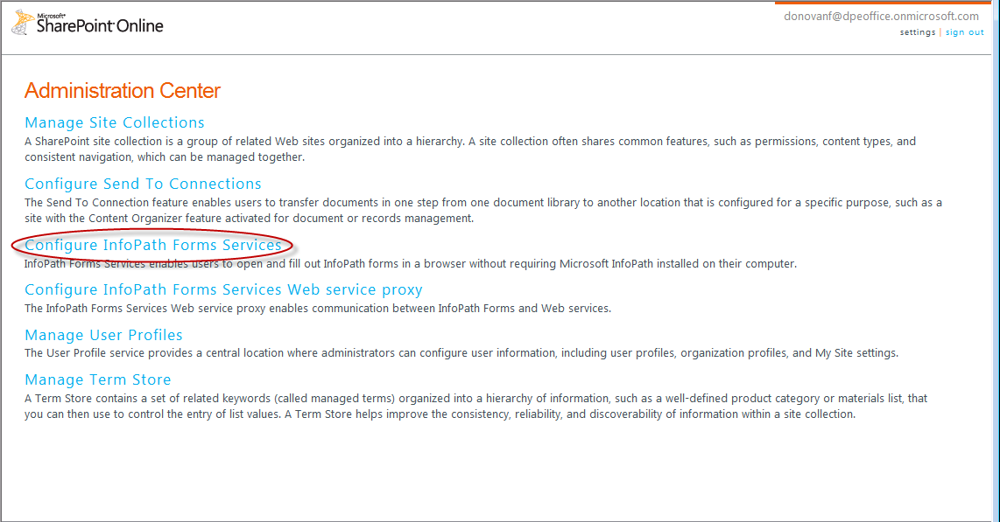 Microsoft®
SharePoint® Online
donovanf@dpeoffice.onmicrosoft.com
settings | sign out
Administration Center
Manage Site Collections
A SharePoint site collection is a group of related Web sites organized into a hierarchy. A site collection often shares common features, such as permissions, content types, and
consistent navigation, which can be managed together.
Configure Send To Connections
The Send To Connection feature enables users to transfer documents in one step from one document library to another location that is configured for a specific purpose, such as a
site with the Content Organizer feature activated for document or records management.
Configure InfoPath Forms Services
InfoPath Forms Services enables users to open and fill out InfoPath forms in a browser without requiring Microsoft InfoPath installed on their computer.
Configure InfoPath Forms Services Web service proxy
The InfoPath Forms Services Web service proxy enables communication between InfoPath Forms and Web services.
Manage User Profiles
The User Profile service provides a central location where administrators can configure user information, including user profiles, organization profiles, and My Site settings.
Manage Term Store
A Term Store contains a set of related keywords (called managed terms) organized into a hierarchy of information, such as a well-defined product category or materials list, that
you can then use to control the entry of list values. A Term Store helps improve the consistency, reliability, and discoverability of information within a site collection.